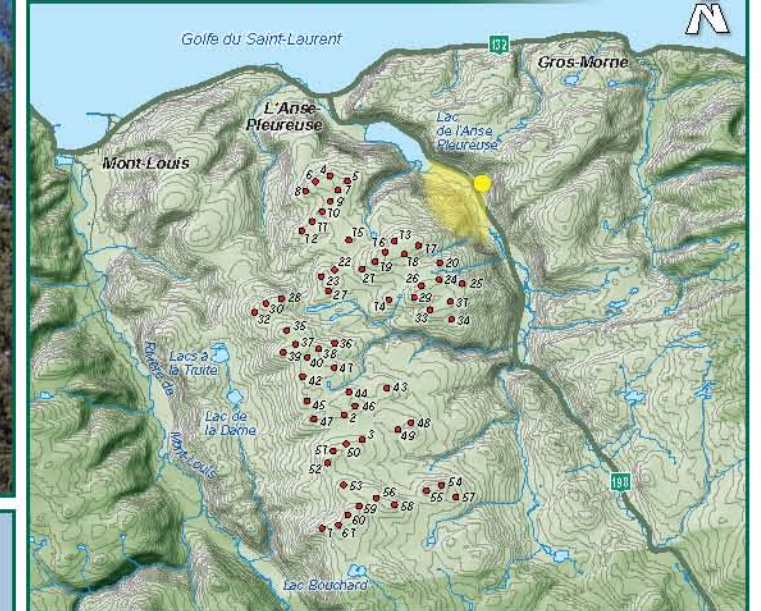 N
Golfe du Saint-Laurent
132
Gros-Morne
L'Anse-
Pleureuse
Lac
de l'Anse
Pleureuse
Mont-Louis
6 4 5
8 7
9
10
11
12
15 13
16 17
22 19 18 20
23 21 26 24 25
28 27
30 14 29 31
32 33 34
35
37 36
39 38
40 41
42
Lacs à
la Truite
Rivière de
Mont-Louis
Lac de
la Dame
44 43
45 46
47 2
48
3 49
51 50
52
53 54
56 55 57
59 58
60
1 61
198
Lac Bouchard